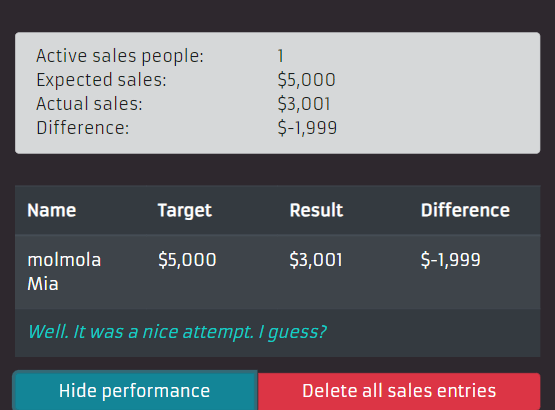 Active sales people: 1
Expected sales: $5,000
Actual sales: $3,001
Difference: $-1,999
Name Target Result Difference
molmola $5,000 $3,001 $-1,999
Mia
Well. It was a nice attempt. I guess?
Hide performance Delete all sales entries